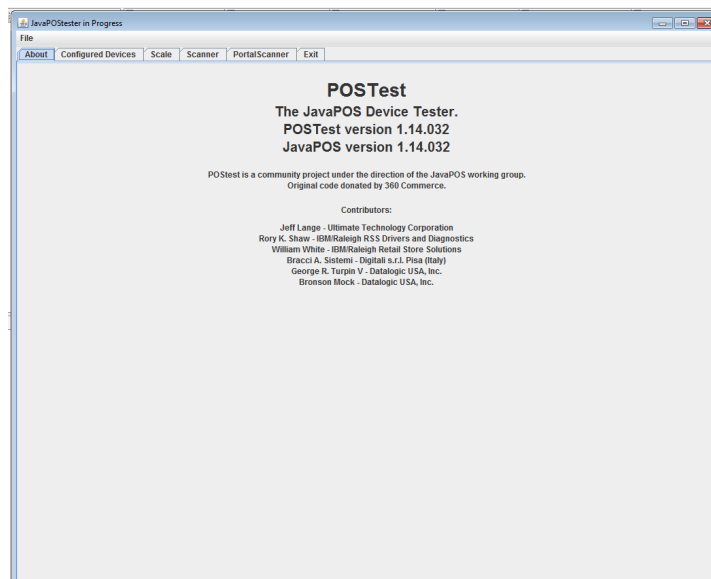 JavaPOStester in Progress
File
About Configured Devices Scale Scanner PortalScanner Exit
POSTest
The JavaPOS Device Tester.
POSTest version 1.14.032
JavaPOS version 1.14.032
POStest is a community project under the direction of the JavaPOS working group.
Original code donated by 360 Commerce.
Contributors:
Jeff Lange - Ultimate Technology Corporation
Rory K. Shaw - IBM/Raleigh RSS Drivers and Diagnostics
William White - IBM/Raleigh Retail Store Solutions
Bracci A. Sistemi - Digitali s.r.l. Pisa (Italy)
George R. Turpin V - Datalogic USA, Inc.
Bronson Mock - Datalogic USA, Inc.